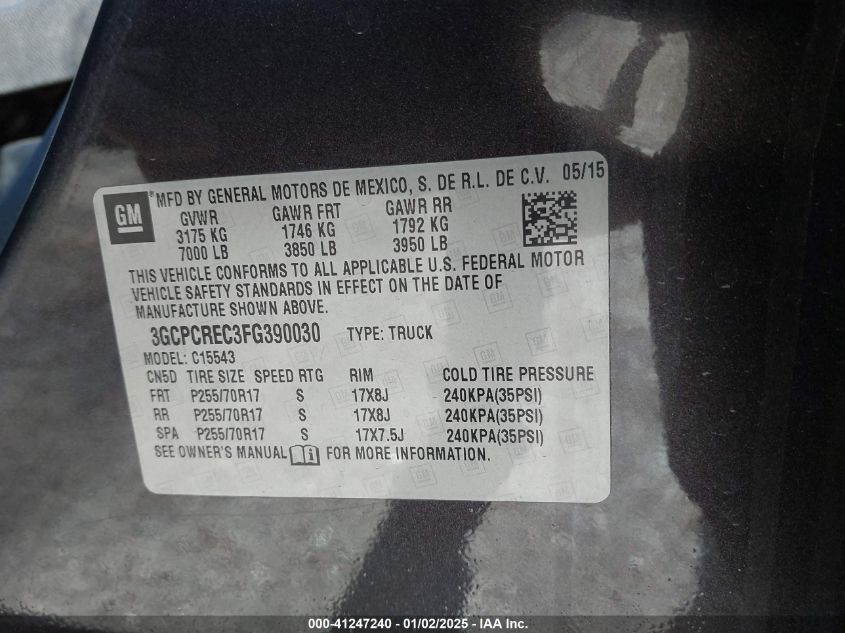 GM
®
MFD BY GENERAL MOTORS DE MEXICO, S. DE R.L. DE C.V. 05/15
GVWR GAWR FRT GAWR RR
3175 KG 1746 KG 1792 KG
7000 LB 3850 LB 3950 LB
THIS VEHICLE CONFORMS TO ALL APPLICABLE U.S. FEDERAL MOTOR
VEHICLE SAFETY STANDARDS IN EFFECT ON THE DATE OF
MANUFACTURE SHOWN ABOVE.
3GCPCREC3FG390030 TYPE: TRUCK
MODEL: C15543
CN5D TIRE SIZE SPEED RTG RIM COLD TIRE PRESSURE
FRT P255/70R17 S 17X8J 240KPA(35PSI)
RR P255/70R17 S 17X8J 240KPA(35PSI)
SPA P255/70R17 S 17X7.5J 240KPA(35PSI)
SEE OWNER'S MANUAL FOR MORE INFORMATION.
000-41247240 - 01/02/2025 - IAA Inc.